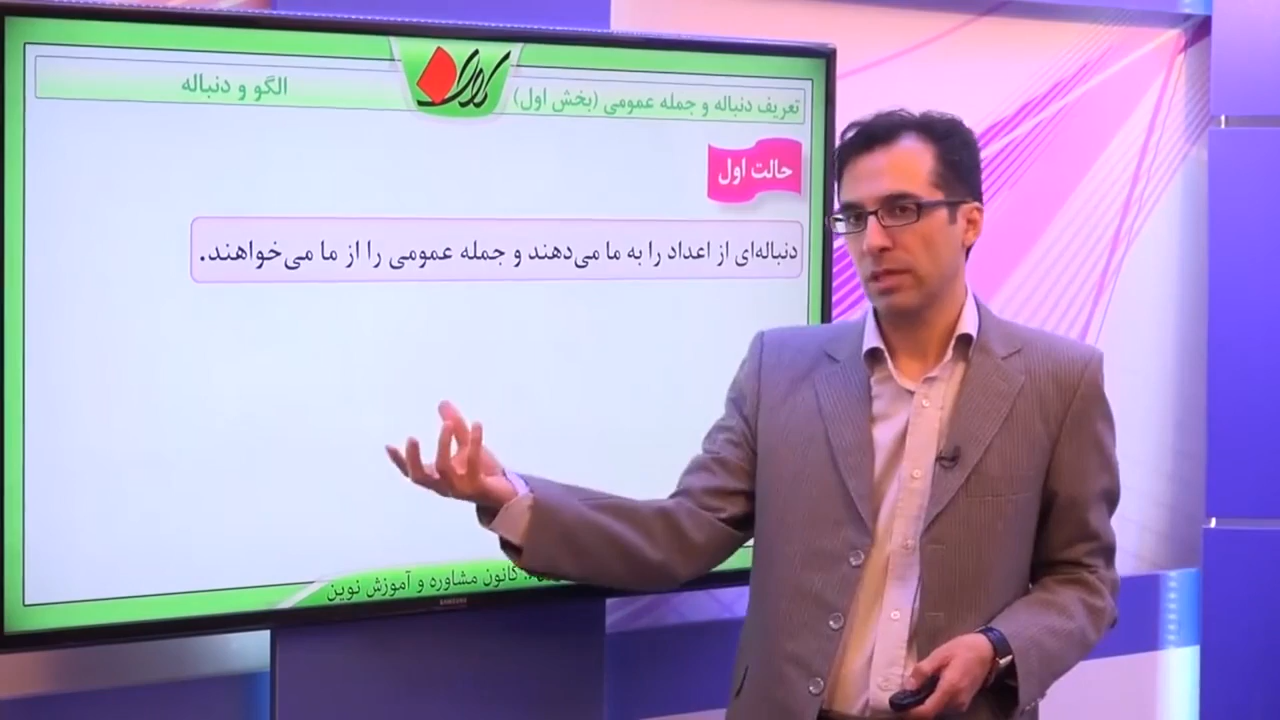 تعریف دنباله و جمله عمومی (بخش اول)
الگو و دنباله
حالت اول
دنباله‌ای از اعداد را به ما می‌دهند و جمله عمومی را از ما می‌خواهند.
کانون مشاوره و آموزش نوین
SAMSUNG